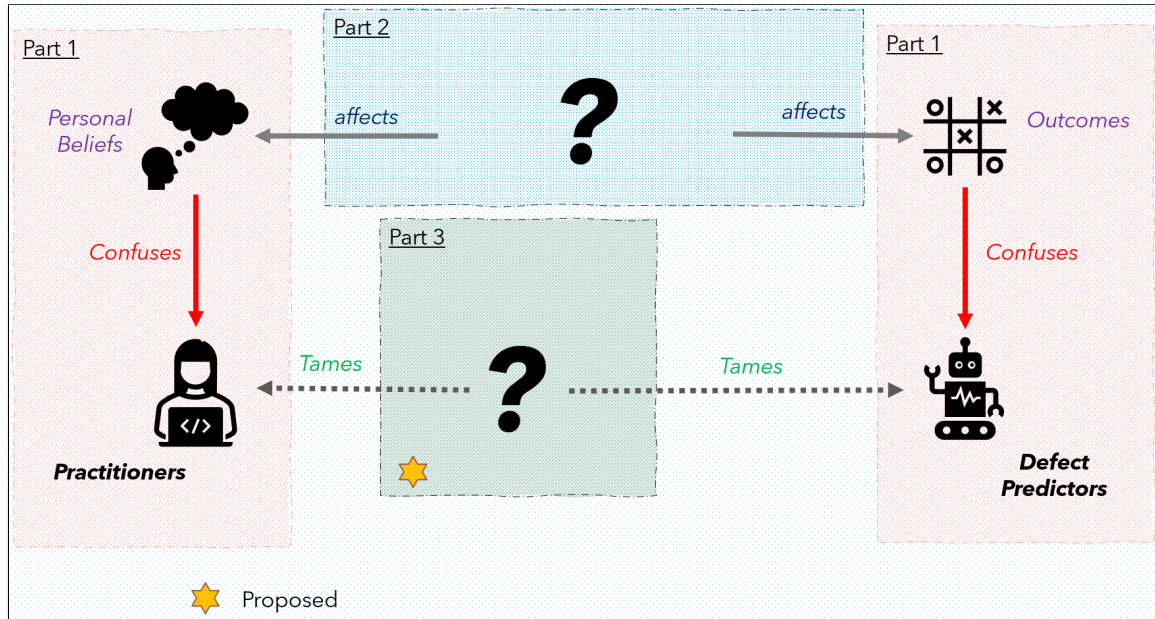 Part 1
Part 2
Part 1
Personal
Beliefs
affects
?
affects
Outcomes
Confuses
Part 3
Confuses
Tames
?
Tames
</>
Practitioners
Defect
Predictors
Proposed